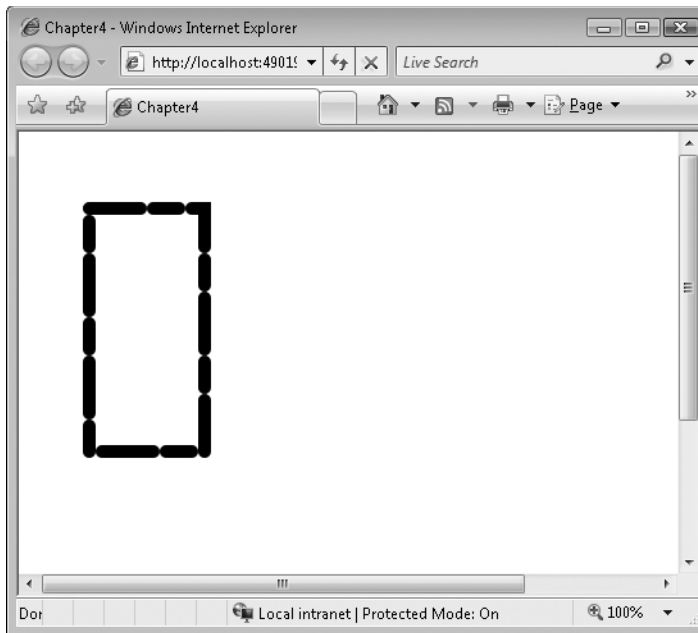 Chapter4 - Windows Internet Explorer
http://localhost:4901
Live Search
Chapter4
Page
Local intranet | Protected Mode: On
100%